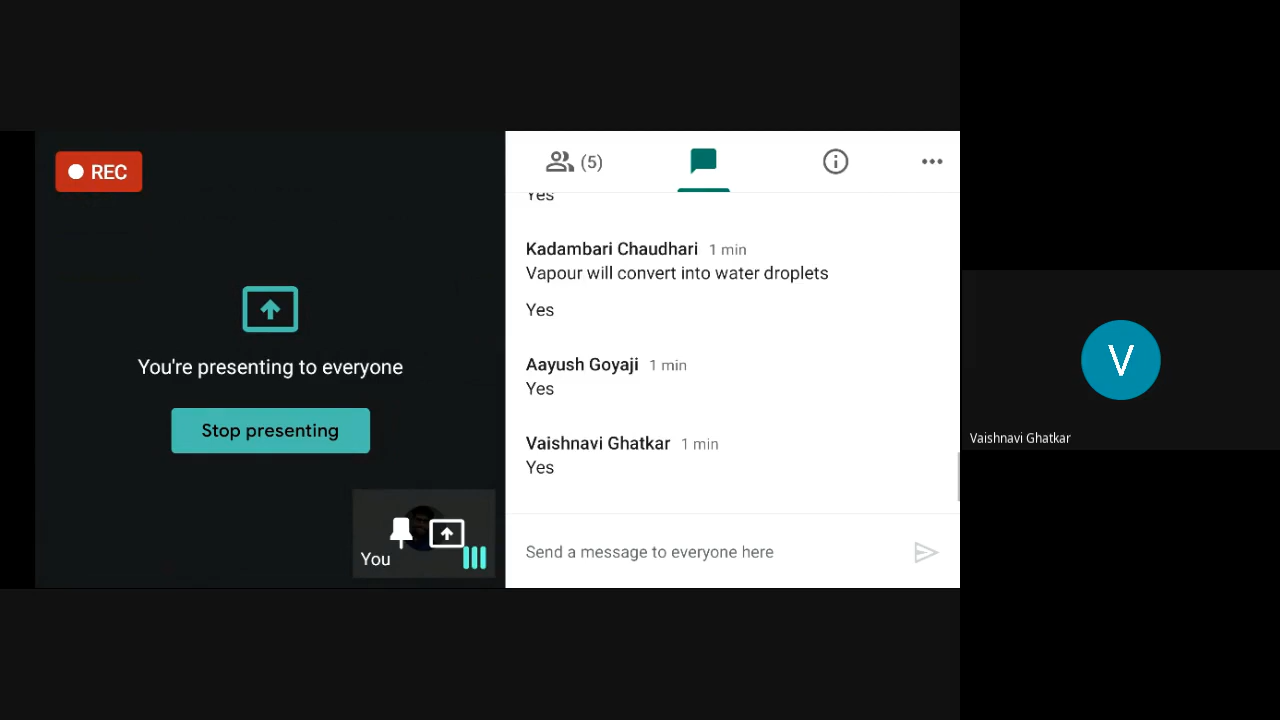 REC
(5)
Yes
Kadambari Chaudhari 1 min
Vapour will convert into water droplets
Yes
Aayush Goyaji 1 min
Yes
Vaishnavi Ghatkar 1 min
Yes
Send a message to everyone here
You're presenting to everyone
Stop presenting
You
V
Vaishnavi Ghatkar